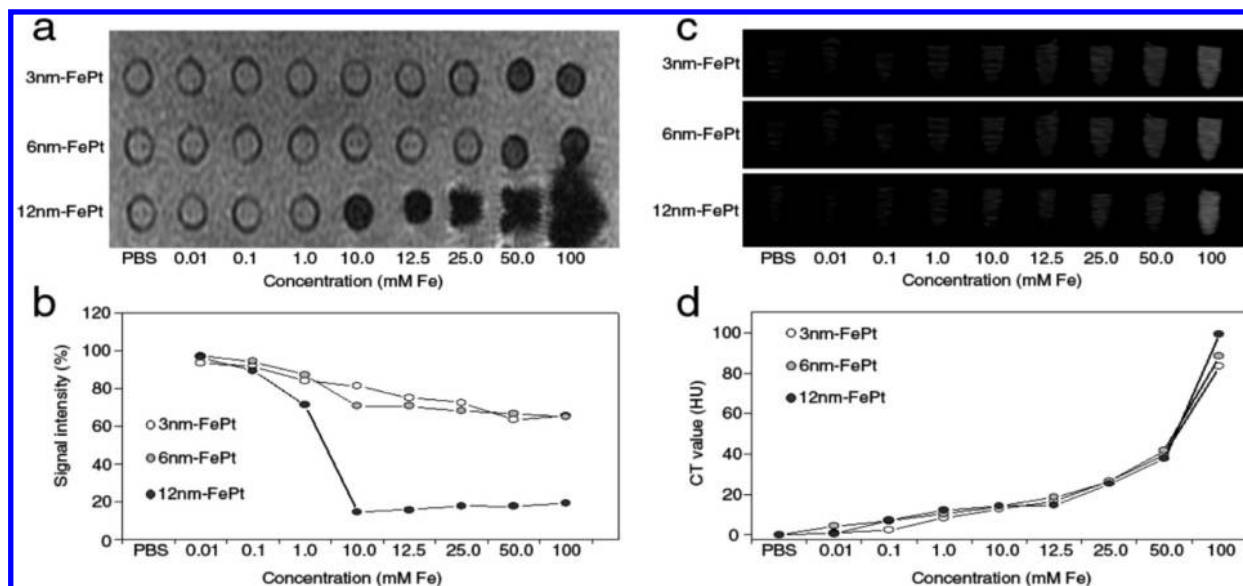 a
3nm-FePt
6nm-FePt
12nm-FePt
PBS 0.01 0.1 1.0 10.0 12.5 25.0 50.0 100
Concentration (mM Fe)
b
Signal intensity (%)
120
100
80
60
40
20
0
3nm-FePt
6nm-FePt
12nm-FePt
PBS 0.01 0.1 1.0 10.0 12.5 25.0 50.0 100
Concentration (mM Fe)
c
3nm-FePt
6nm-FePt
12nm-FePt
PBS 0.01 0.1 1.0 10.0 12.5 25.0 50.0 100
Concentration (mM Fe)
d
CT value (HU)
100
80
60
40
20
0
3nm-FePt
6nm-FePt
12nm-FePt
PBS 0.01 0.1 1.0 10.0 12.5 25.0 50.0 100
Concentration (mM Fe)